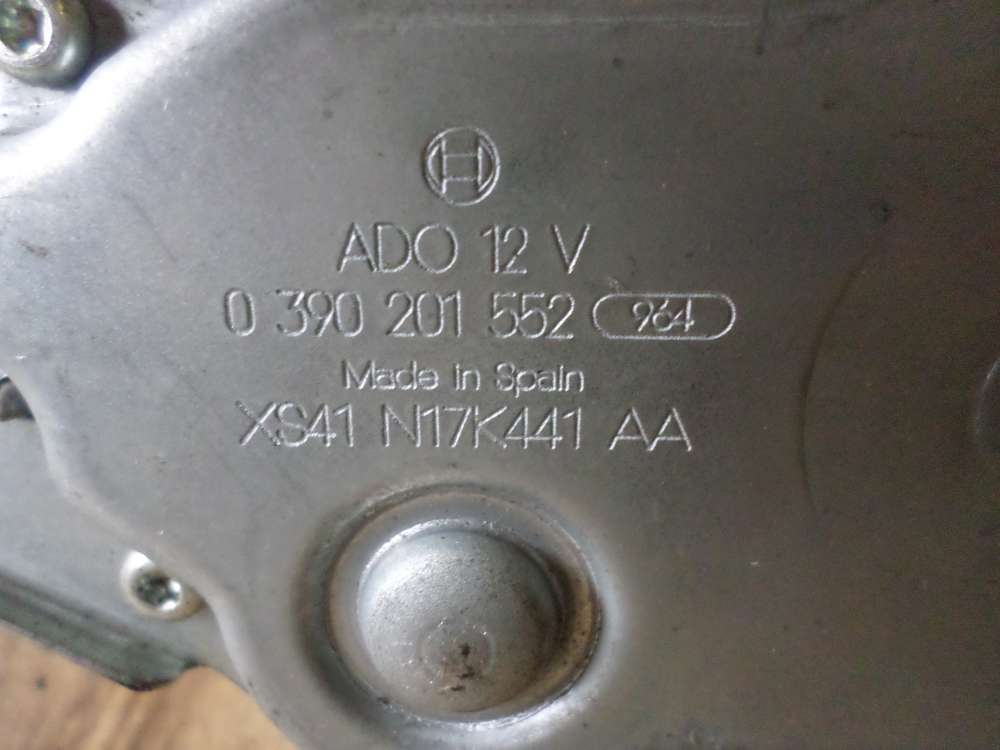 ADO 12 V
0 390 201 552 964
Made in Spain
XS41 N17K441 AA